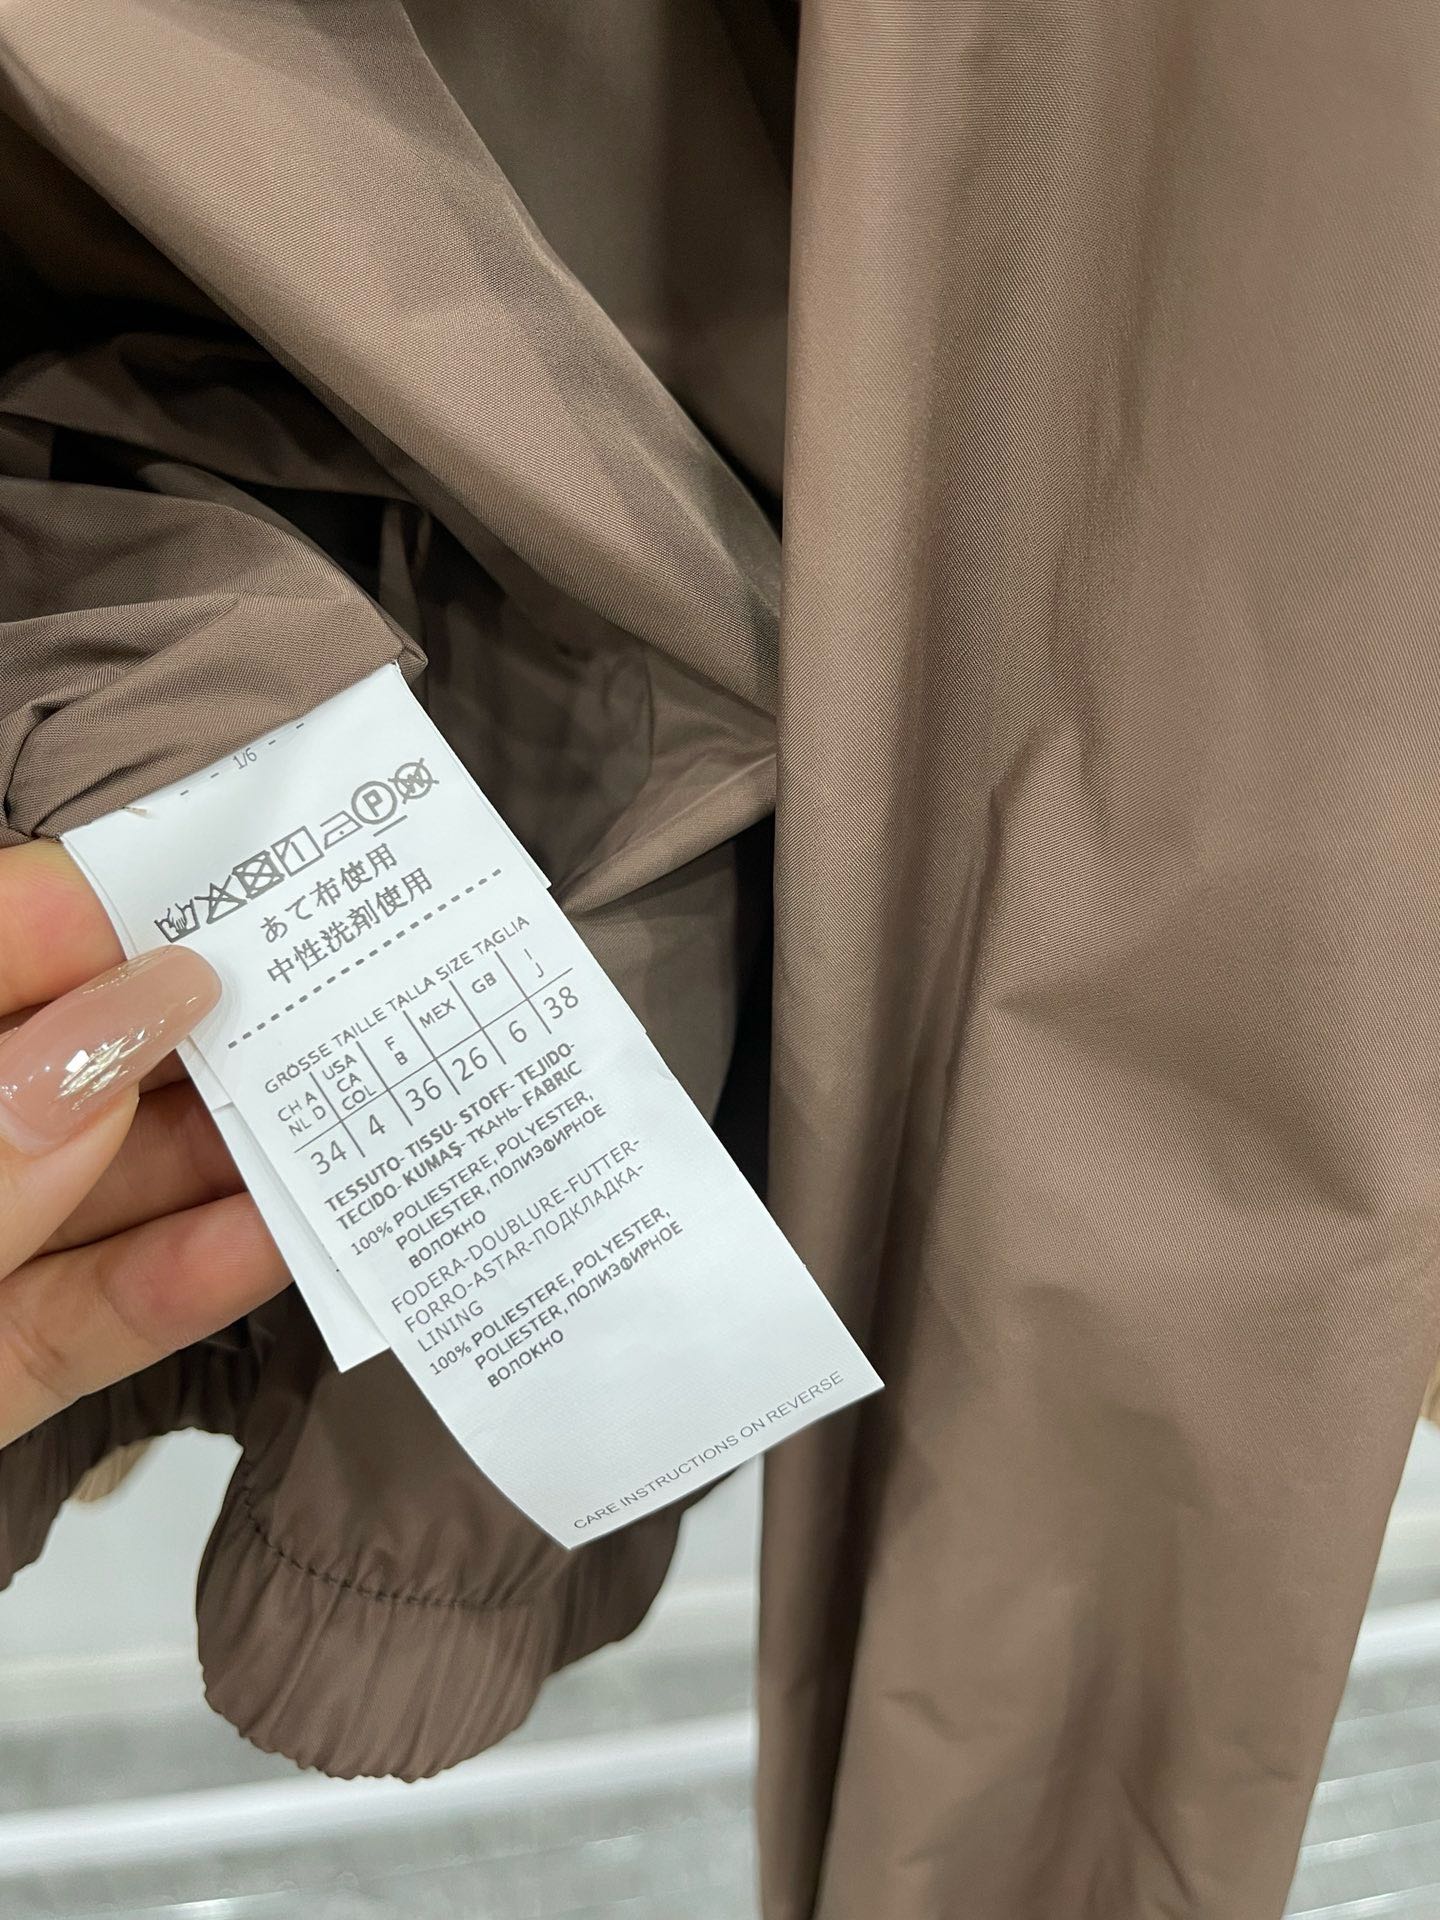 1/6
P W
あて布使用
中性洗剤使用
GRÖSSE TAILLE TALLA SIZE TAGLIA
CH A USA F MEX GB I
NL D CA B J
COL
34 4 36 26 6 38
TESSUTO- TISSU- STOFF- TEJIDO-
TECIDO- KUMAŞ- ТКАНЬ- FABRIC
100% POLIESTERE, POLYESTER,
POLIESTER, ПОЛИЭФИРНОЕ
ВОЛОКНО
FODERA-DOUBLURE-FUTTER-
FORRO-ASTAR-ПОДКЛАДКА-
LINING
100% POLIESTERE, POLYESTER,
POLIESTER, ПОЛИЭФИРНОЕ
ВОЛОКНО
CARE INSTRUCTIONS ON REVERSE